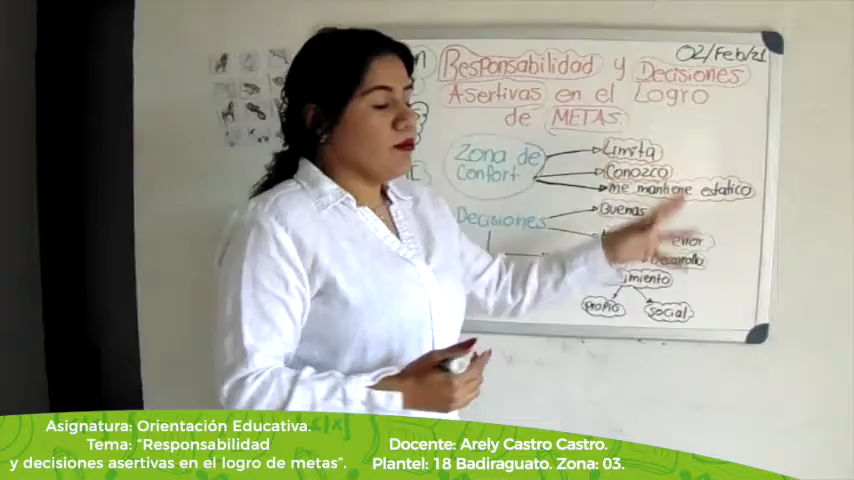 02/Feb/21
Responsabilidad y Decisiones
Asertivas en el Logro
de METAS.
Zona de
Confort
Limita
Conozco
me mantiene estatico
Decisiones
Buenas
error
Desarrollo
propio
social
Asignatura: Orientación Educativa.
Tema: "Responsabilidad
y decisiones asertivas en el logro de metas".
Docente: Arely Castro Castro.
Plantel: 18 Badiraguato. Zona: 03.